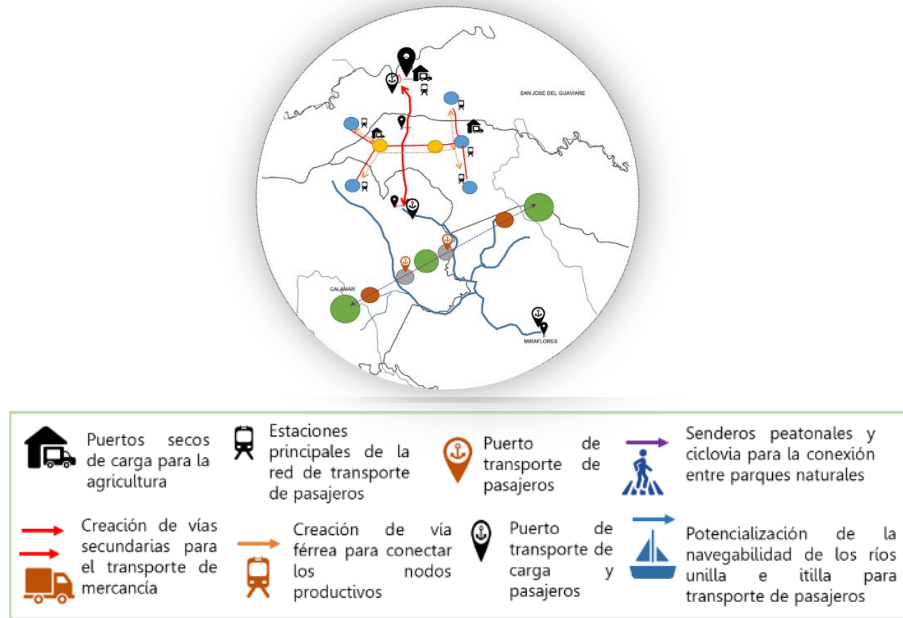 SAN JOSE DEL GUAVIARE
CALAMAR
MIRAFLORES
Puertos secos
de carga para la
agricultura
Estaciones
principales de la
red de transporte
de pasajeros
Puerto de
transporte de
pasajeros
Senderos peatonales y
ciclovia para la conexión
entre parques naturales
Creación de vías
secundarias para
el transporte de
mercancía
Creación de vía
férrea para conectar
los nodos
productivos
Puerto de
transporte de
carga y
pasajeros
Potencialización de la
navegabilidad de los ríos
unilla e itilla para
transporte de pasajeros